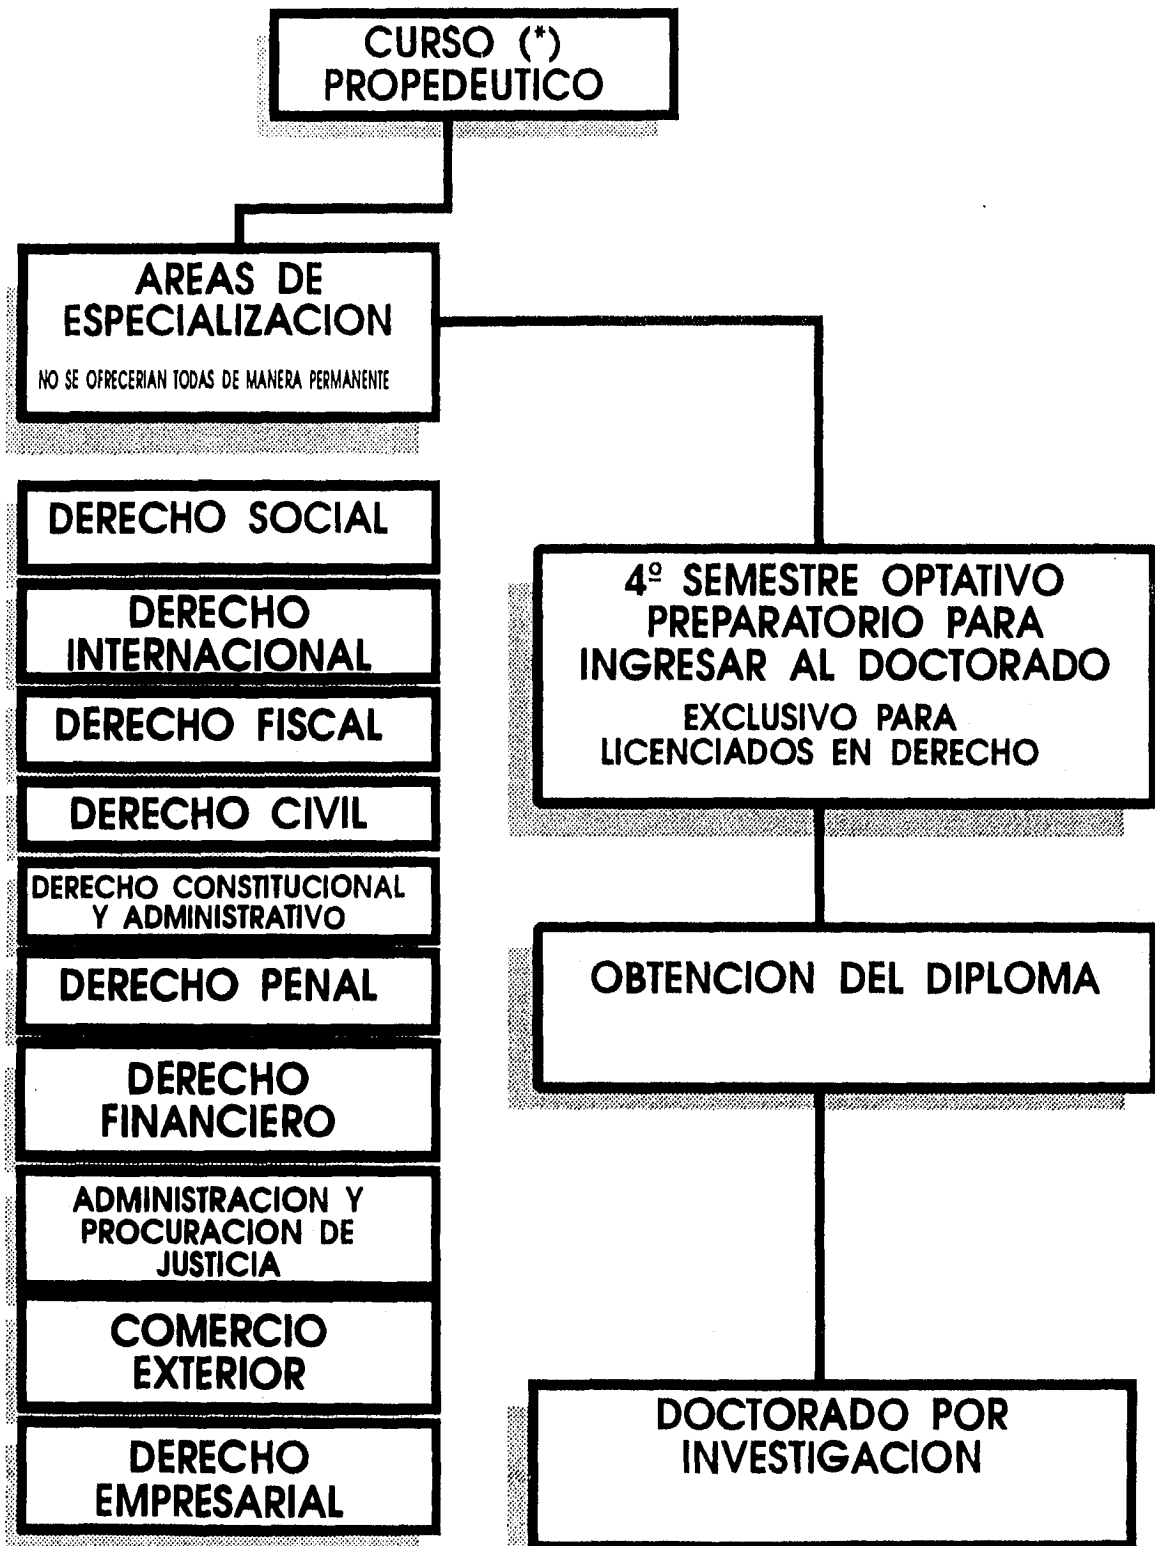 CURSO (*)
PROPEDEUTICO
AREAS DE
ESPECIALIZACION
NO SE OFRECERIAN TODAS DE MANERA PERMANENTE
DERECHO SOCIAL
DERECHO
INTERNACIONAL
DERECHO FISCAL
DERECHO CIVIL
DERECHO CONSTITUCIONAL
Y ADMINISTRATIVO
DERECHO PENAL
DERECHO
FINANCIERO
ADMINISTRACION Y
PROCURACION DE
JUSTICIA
COMERCIO
EXTERIOR
DERECHO
EMPRESARIAL
4º SEMESTRE OPTATIVO
PREPARATORIO PARA
INGRESAR AL DOCTORADO
EXCLUSIVO PARA
LICENCIADOS EN DERECHO
OBTENCION DEL DIPLOMA
DOCTORADO POR
INVESTIGACION